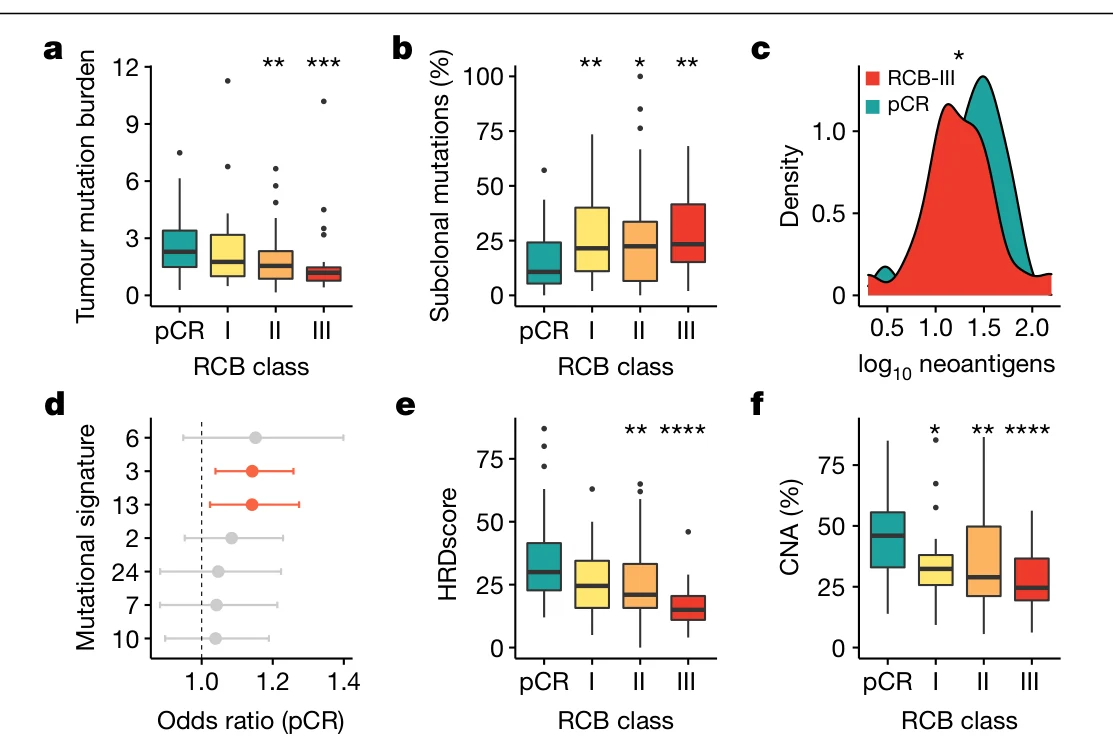 a
Tumour mutation burden
12
9
6
3
0
** ***
pCR I II III
RCB class
b
Subclonal mutations (%)
100
75
50
25
0
** * **
pCR I II III
RCB class
c
*
RCB-III
pCR
Density
1.0
0.5
0
0.5 1.0 1.5 2.0
log10 neoantigens
d
Mutational signature
6
3
13
2
24
7
10
1.0 1.2 1.4
Odds ratio (pCR)
e
HRDscore
75
50
25
0
** ****
pCR I II III
RCB class
f
CNA (%)
75
50
25
0
* ** ****
pCR I II III
RCB class